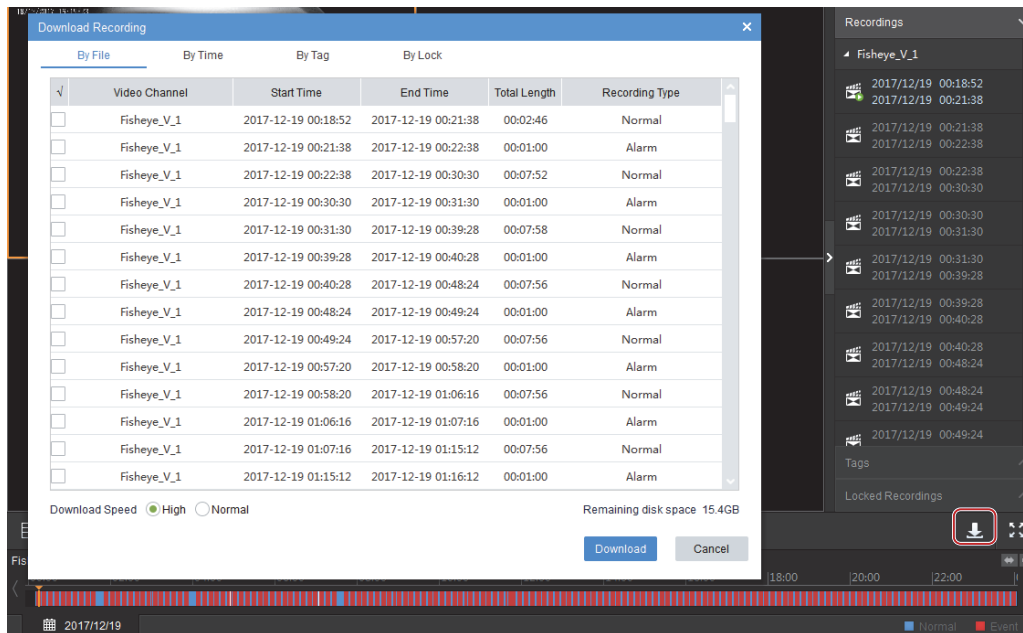 Download Recording
By File By Time By Tag By Lock
√ Video Channel Start Time End Time Total Length Recording Type
Fisheye_V_1 2017-12-19 00:18:52 2017-12-19 00:21:38 00:02:46 Normal
Fisheye_V_1 2017-12-19 00:21:38 2017-12-19 00:22:38 00:01:00 Alarm
Fisheye_V_1 2017-12-19 00:22:38 2017-12-19 00:30:30 00:07:52 Normal
Fisheye_V_1 2017-12-19 00:30:30 2017-12-19 00:31:30 00:01:00 Alarm
Fisheye_V_1 2017-12-19 00:31:30 2017-12-19 00:39:28 00:07:58 Normal
Fisheye_V_1 2017-12-19 00:39:28 2017-12-19 00:40:28 00:01:00 Alarm
Fisheye_V_1 2017-12-19 00:40:28 2017-12-19 00:48:24 00:07:56 Normal
Fisheye_V_1 2017-12-19 00:48:24 2017-12-19 00:49:24 00:01:00 Alarm
Fisheye_V_1 2017-12-19 00:49:24 2017-12-19 00:57:20 00:07:56 Normal
Fisheye_V_1 2017-12-19 00:57:20 2017-12-19 00:58:20 00:01:00 Alarm
Fisheye_V_1 2017-12-19 00:58:20 2017-12-19 01:06:16 00:07:56 Normal
Fisheye_V_1 2017-12-19 01:06:16 2017-12-19 01:07:16 00:01:00 Alarm
Fisheye_V_1 2017-12-19 01:07:16 2017-12-19 01:15:12 00:07:56 Normal
Fisheye_V_1 2017-12-19 01:15:12 2017-12-19 01:16:12 00:01:00 Alarm
Download Speed High Normal Remaining disk space 15.4GB
Download Cancel
Recordings
Fisheye_V_1
2017/12/19 00:18:52
2017/12/19 00:21:38
2017/12/19 00:21:38
2017/12/19 00:22:38
2017/12/19 00:22:38
2017/12/19 00:30:30
2017/12/19 00:30:30
2017/12/19 00:31:30
2017/12/19 00:31:30
2017/12/19 00:39:28
2017/12/19 00:39:28
2017/12/19 00:40:28
2017/12/19 00:40:28
2017/12/19 00:48:24
2017/12/19 00:48:24
2017/12/19 00:49:24
2017/12/19 00:49:24
Tags
Locked Recordings
Fis
18:00 20:00 22:00
2017/12/19 Normal Event